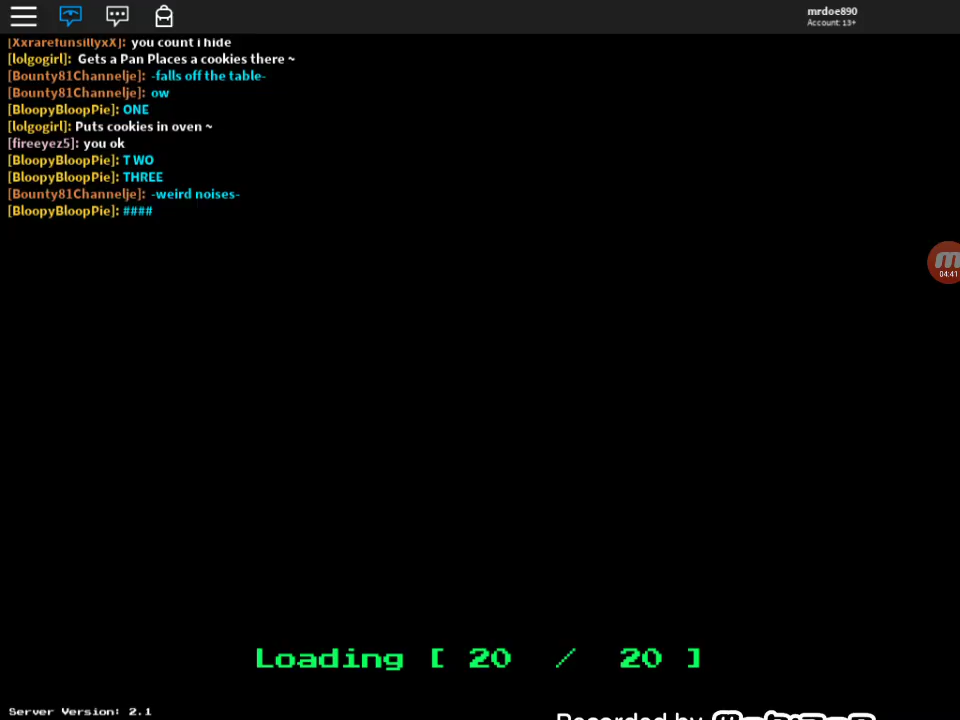 mrdoe890
Account: 13+
[XxrarefunsillyxX]: you count i hide
[lolgogirl]: Gets a Pan Places a cookies there ~
[Bounty81Channelje]: -falls off the table-
[Bounty81Channelje]: ow
[BloopyBloopPie]: ONE
[lolgogirl]: Puts cookies in oven ~
[fireeyez5]: you ok
[BloopyBloopPie]: T WO
[BloopyBloopPie]: THREE
[Bounty81Channelje]: -weird noises-
[BloopyBloopPie]: ####
04:41
Loading [ 20 / 20 ]
Server Version: 2.1
Recorded by